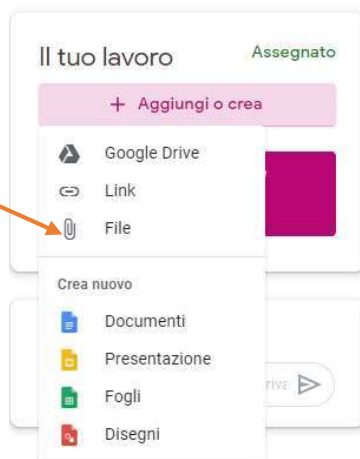 Il tuo lavoro
Assegnato
+ Aggiungi o crea
Google Drive
Link
File
Crea nuovo
Documenti
Presentazione
Fogli
Disegni